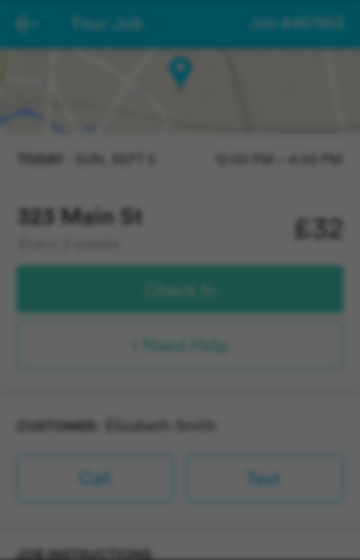 Your Job Job #407863
TODAY · SUN, SEPT 2 12:00 PM – 4:00 PM
323 Main St
£32
Every 2 weeks
Check In
I Need Help
CUSTOMER: Elizabeth Smith
Call Text
JOB INSTRUCTIONS